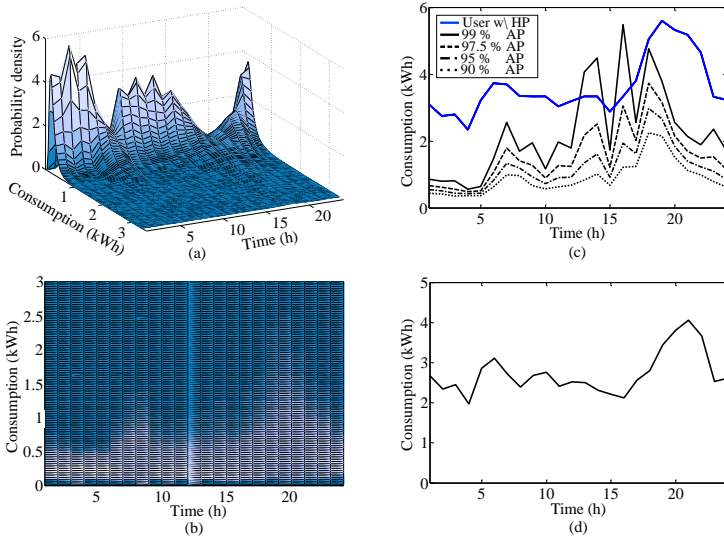 6
4
2
0
Probability density
1
2
3
Consumption (kWh)
5
10
15
20
Time (h)
(a)
User w\ HP
99 % AP
97.5 % AP
95 % AP
90 % AP
6
4
2
0
Consumption (kWh)
0
5
10
15
20
Time (h)
(c)
3
2.5
2
1.5
1
0.5
0
Consumption (kWh)
5
10
15
20
Time (h)
(b)
5
4
3
2
1
0
Consumption (kWh)
5
10
15
20
Time (h)
(d)